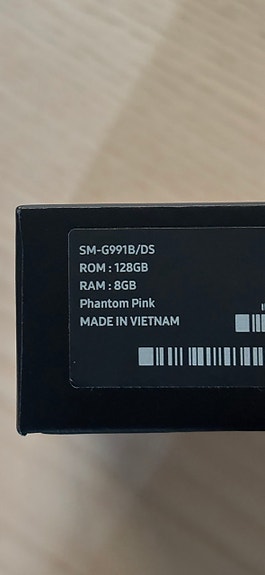 SM-G991B/DS
ROM : 128GB
RAM : 8GB
Phantom Pink
MADE IN VIETNAM